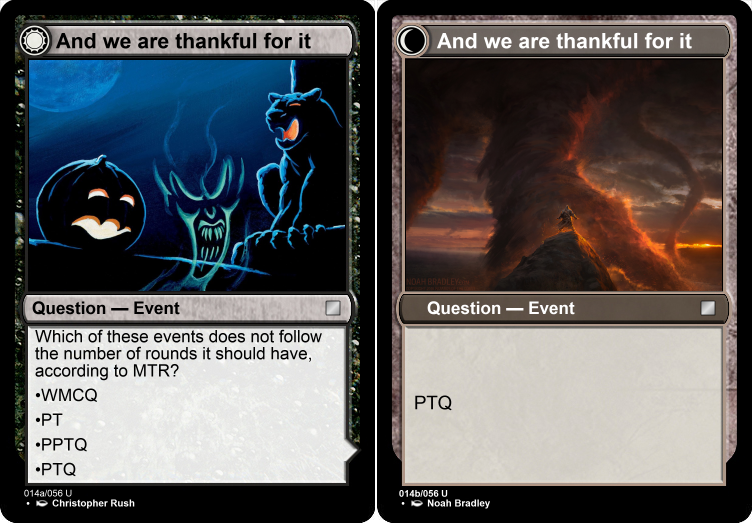 And we are thankful for it
Question — Event
Which of these events does not follow
the number of rounds it should have,
according to MTR?
•WMCQ
•PT
•PPTQ
•PTQ
014a/056 U
• Christopher Rush
And we are thankful for it
NOAH BRADLEY
Question — Event
PTQ
014b/056 U
• Noah Bradley